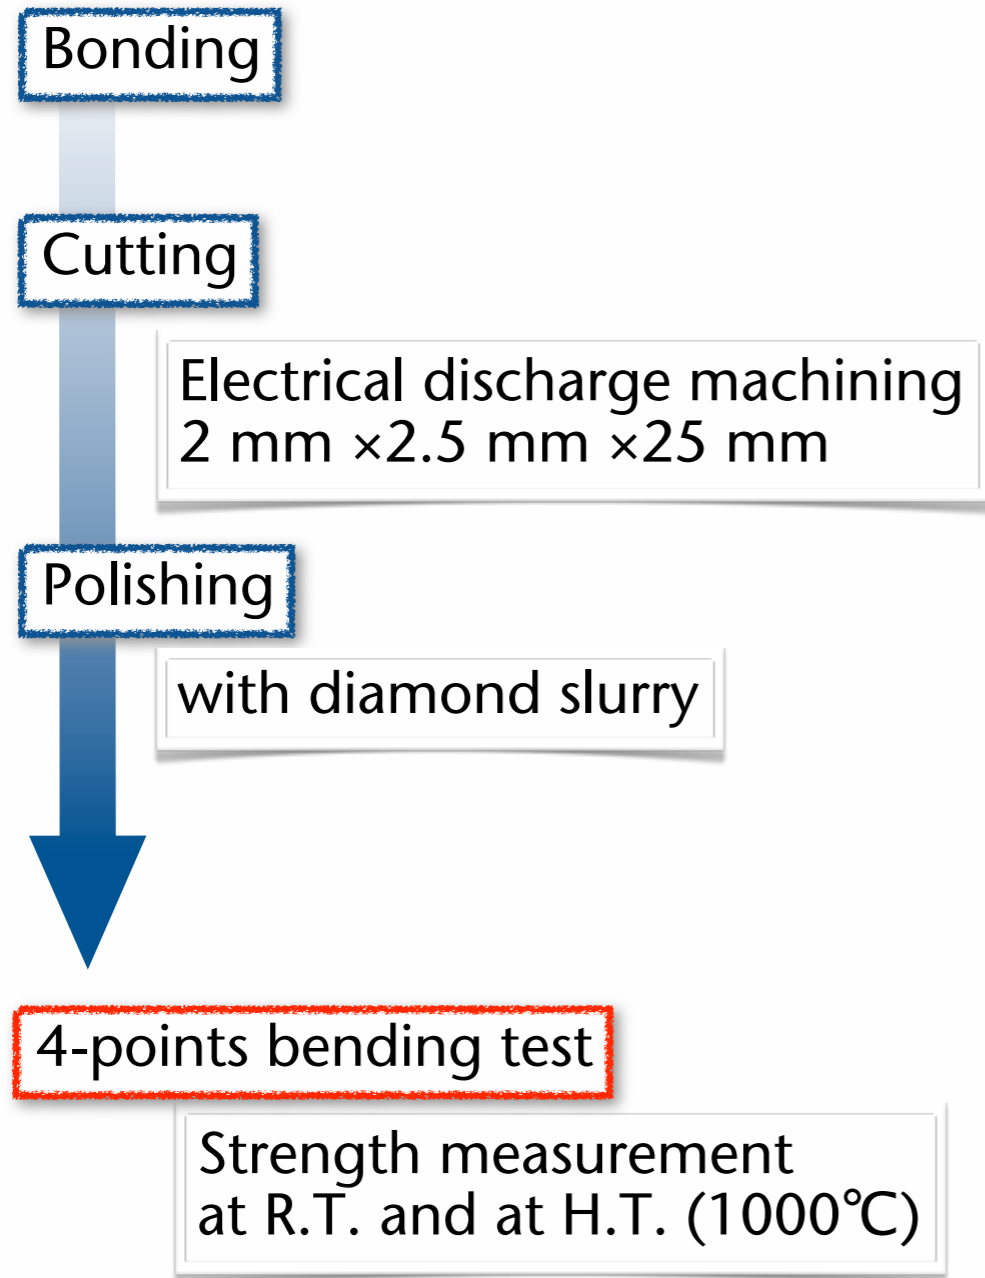 Bonding
Cutting
Electrical discharge machining
2 mm ×2.5 mm ×25 mm
Polishing
with diamond slurry
4-points bending test
Strength measurement
at R.T. and at H.T. (1000℃)